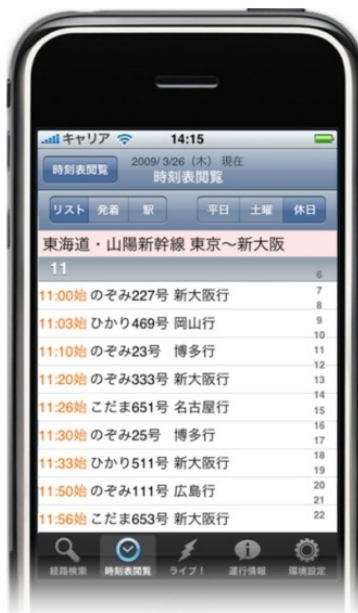 キャリア 14:15
時刻表閲覧 2009/ 3/26（木）現在
時刻表閲覧
リスト 発着 駅 平日 土曜 休日
東海道・山陽新幹線 東京～新大阪
11
11:00始 のぞみ227号 新大阪行
11:03始 ひかり469号 岡山行
11:10始 のぞみ23号 博多行
11:20始 のぞみ333号 新大阪行
11:26始 こだま651号 名古屋行
11:30始 のぞみ25号 博多行
11:33始 ひかり511号 新大阪行
11:50始 のぞみ111号 広島行
11:56始 こだま653号 新大阪行
6
7
8
9
10
11
12
13
14
15
16
17
18
19
20
21
22
経路検索 時刻表閲覧 ライブ！ 運行情報 環境設定